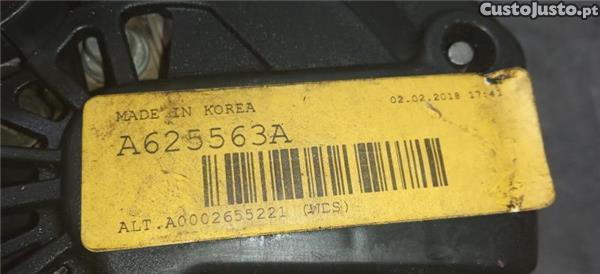 CustoJusto.pt
MADE IN KOREA 02.02.2018 17:41
A625563A
ALT.A0002655221 (WDS)